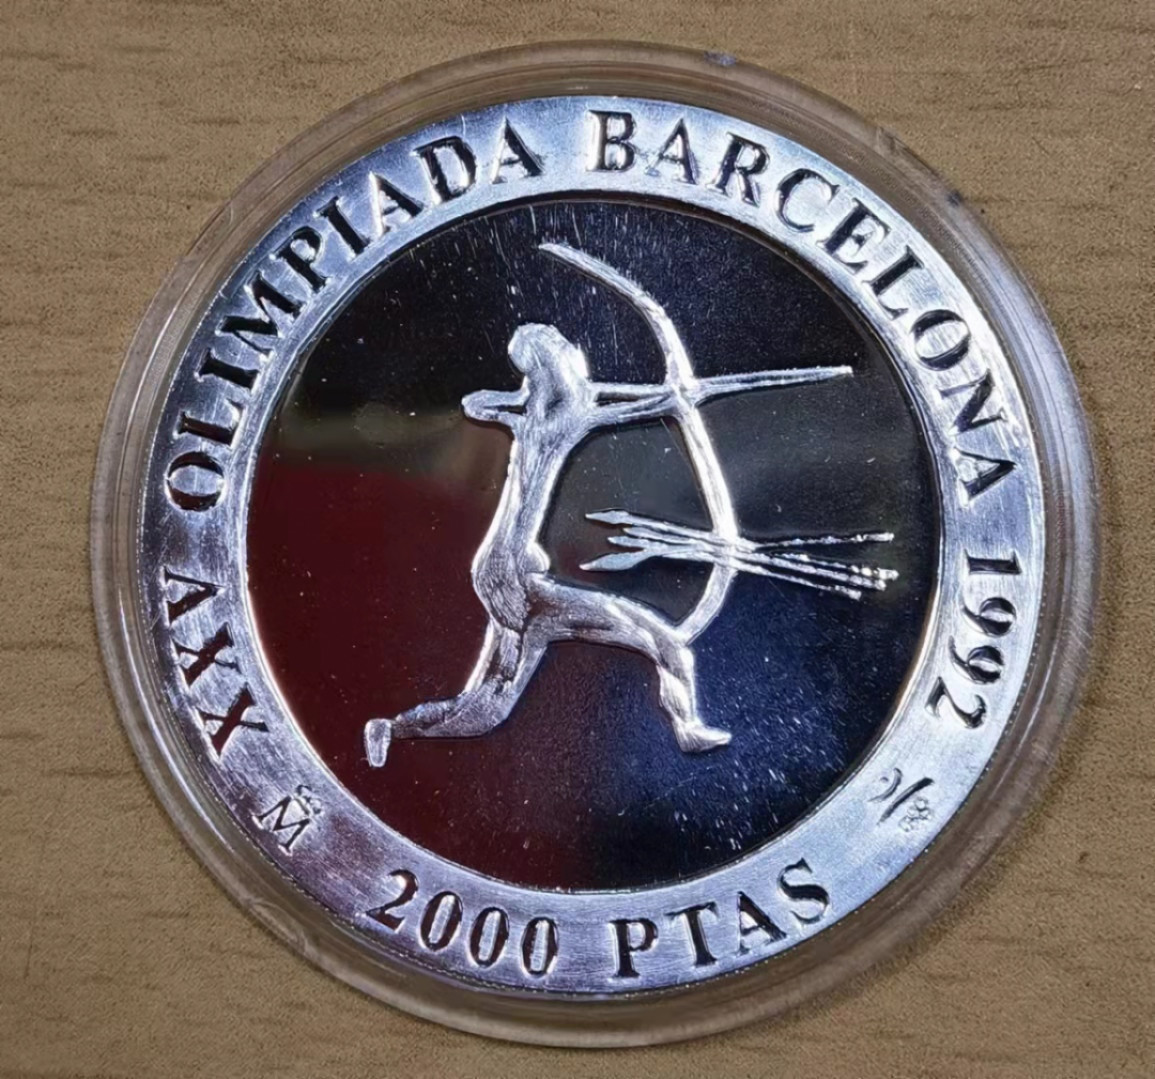 XXV OLIMPIADA BARCELONA 1992
M
2000 PTAS